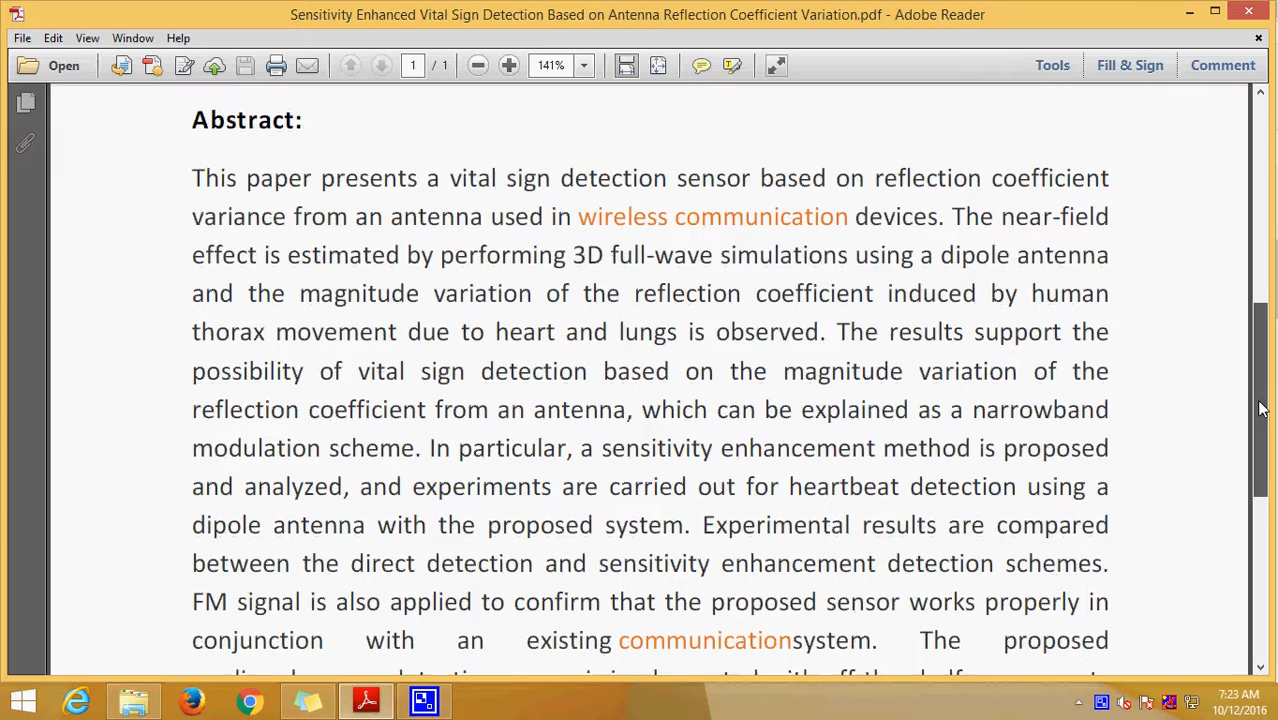 Sensitivity Enhanced Vital Sign Detection Based on Antenna Reflection Coefficient Variation.pdf - Adobe Reader
File Edit View Window Help
Open 1 / 1 141% Tools Fill & Sign Comment
Abstract:
This paper presents a vital sign detection sensor based on reflection coefficient
variance from an antenna used in wireless communication devices. The near-field
effect is estimated by performing 3D full-wave simulations using a dipole antenna
and the magnitude variation of the reflection coefficient induced by human
thorax movement due to heart and lungs is observed. The results support the
possibility of vital sign detection based on the magnitude variation of the
reflection coefficient from an antenna, which can be explained as a narrowband
modulation scheme. In particular, a sensitivity enhancement method is proposed
and analyzed, and experiments are carried out for heartbeat detection using a
dipole antenna with the proposed system. Experimental results are compared
between the direct detection and sensitivity enhancement detection schemes.
FM signal is also applied to confirm that the proposed sensor works properly in
conjunction with an existing communicationsystem. The proposed
7:23 AM
10/12/2016